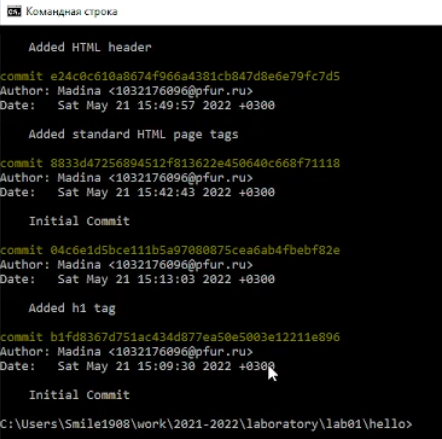 Командная строка
Added HTML header
commit e24c0c610a8674f966a4381cb847d8e6e79fc7d5
Author: Madina <1032176096@pfur.ru>
Date: Sat May 21 15:49:57 2022 +0300
Added standard HTML page tags
commit 8833d47256894512f813622e450640c668f71118
Author: Madina <1032176096@pfur.ru>
Date: Sat May 21 15:42:43 2022 +0300
Initial Commit
commit 04c6e1d5bce111b5a97080875cea6ab4fbebf82e
Author: Madina <1032176096@pfur.ru>
Date: Sat May 21 15:13:03 2022 +0300
Added h1 tag
commit b1fd8367d751ac434d877ea50e5003e12211e896
Author: Madina <1032176096@pfur.ru>
Date: Sat May 21 15:09:30 2022 +0300
Initial Commit
C:\Users\Smile1908\work\2021-2022\laboratory\lab01\hello>